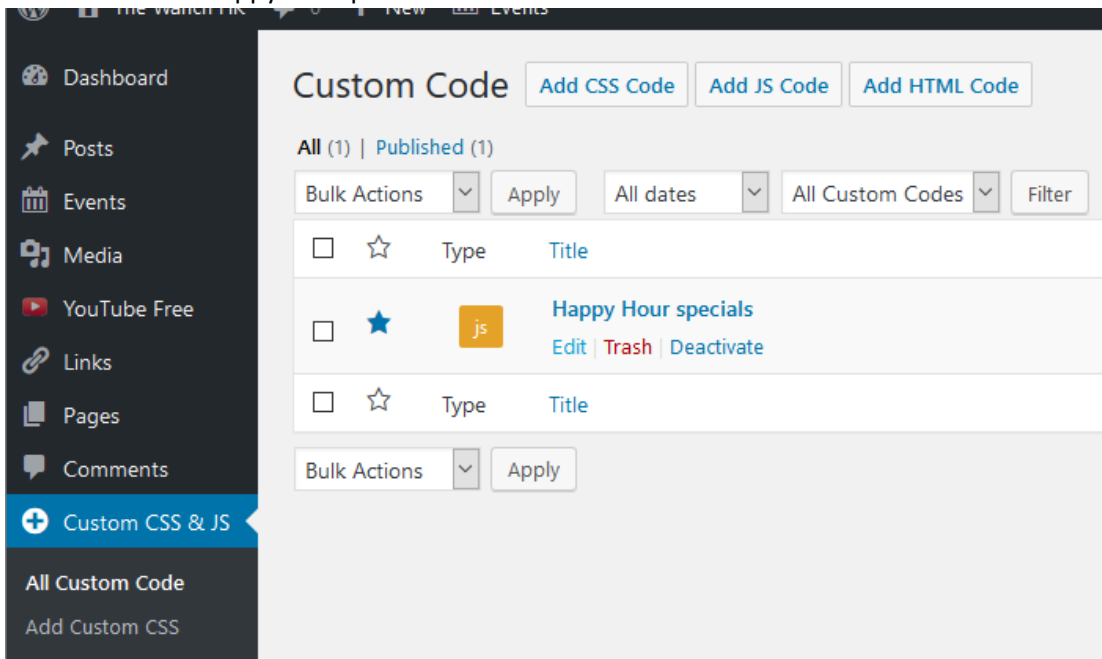 Dashboard
Posts
Events
Media
YouTube Free
Links
Pages
Comments
Custom CSS & JS
All Custom Code
Add Custom CSS
Custom Code Add CSS Code Add JS Code Add HTML Code
All (1) | Published (1)
Bulk Actions Apply All dates All Custom Codes Filter
Type Title
js Happy Hour specials
Edit | Trash | Deactivate
Type Title
Bulk Actions Apply